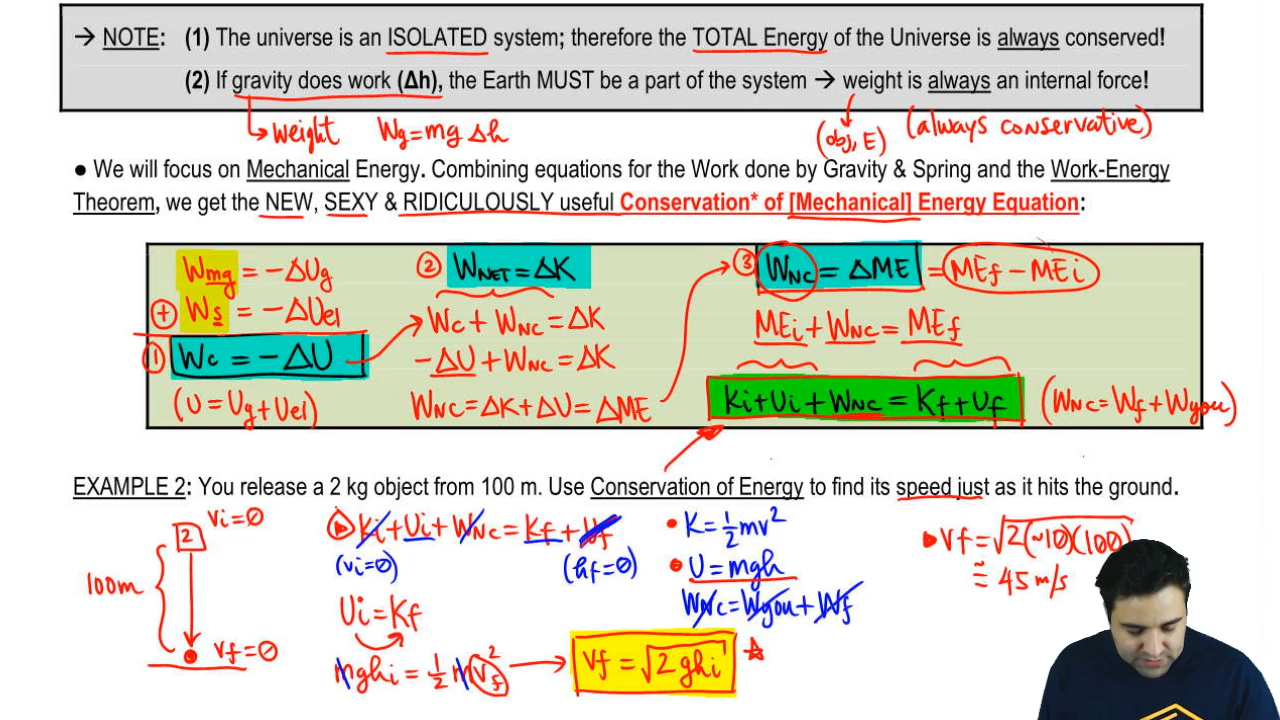 → NOTE: (1) The universe is an ISOLATED system; therefore the TOTAL Energy of the Universe is always conserved!
(2) If gravity does work (Δh), the Earth MUST be a part of the system → weight is always an internal force!
↳ weight Wg=mgΔh (obj, E) (always conservative)
● We will focus on Mechanical Energy. Combining equations for the Work done by Gravity & Spring and the Work-Energy
Theorem, we get the NEW, SEXY & RIDICULOUSLY useful Conservation* of [Mechanical] Energy Equation:
Wmg = -ΔUg
⊕ Ws = -ΔUel
① Wc = -ΔU
(U = Ug + Uel)
② WNET = ΔK
Wc + WNC = ΔK
-ΔU + WNC = ΔK
WNC = ΔK + ΔU = ΔME
③ WNC = ΔME = MEf - MEi
MEi + WNC = MEf
Ki + Ui + WNC = Kf + Uf (WNC = Wf + Wyou)
EXAMPLE 2: You release a 2 kg object from 100 m. Use Conservation of Energy to find its speed just as it hits the ground.
Vi=0
2
100m
Vf=0
Ki + Ui + WNC = Kf + Uf
(vi=0) (hf=0)
Ui = Kf
mghi = 1/2 mVf²
Vf = √2ghi
• K = 1/2 mv²
• U = mgh
WNC = Wyou + Wf
Vf = √2(~10)(100)
≅ 45 m/s